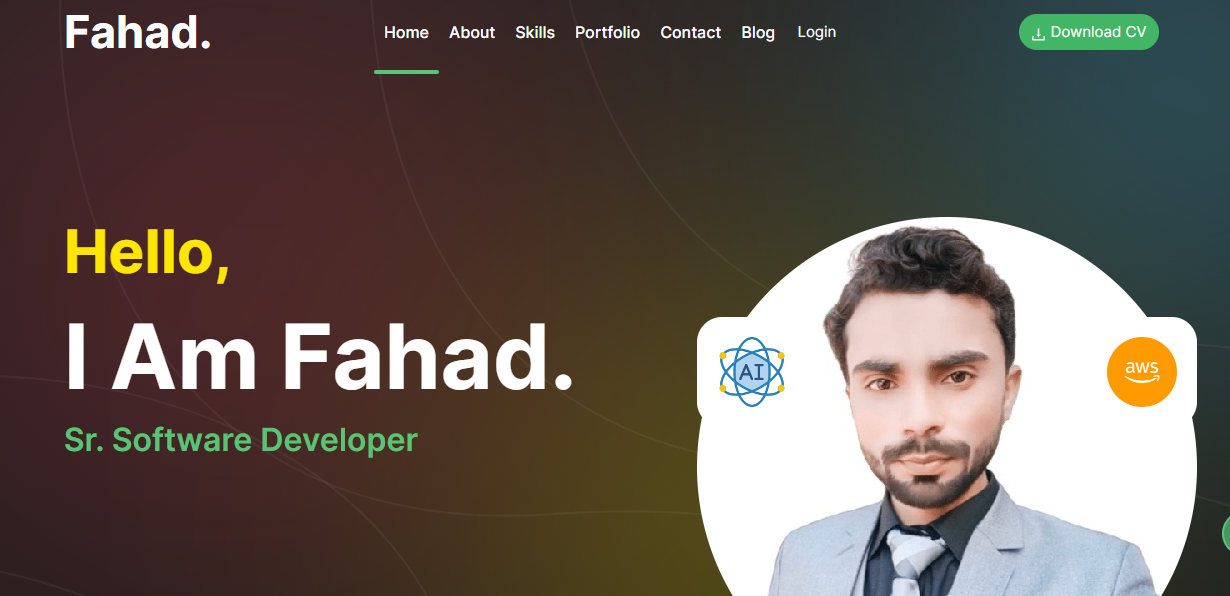 Fahad.
Home About Skills Portfolio Contact Blog Login
Download CV
Hello,
I Am Fahad.
Sr. Software Developer
AI
aws